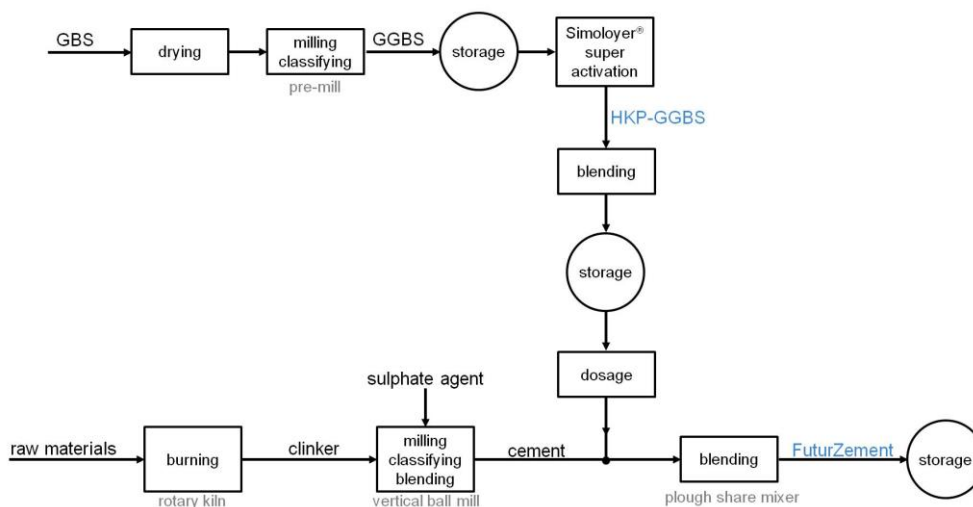 GBS
drying
milling
classifying
pre-mill
GGBS
storage
Simoloyer®
super
activation
HKP-GGBS
blending
storage
dosage
sulphate agent
raw materials
burning
rotary kiln
clinker
milling
classifying
blending
vertical ball mill
cement
blending
plough share mixer
FuturZement
storage